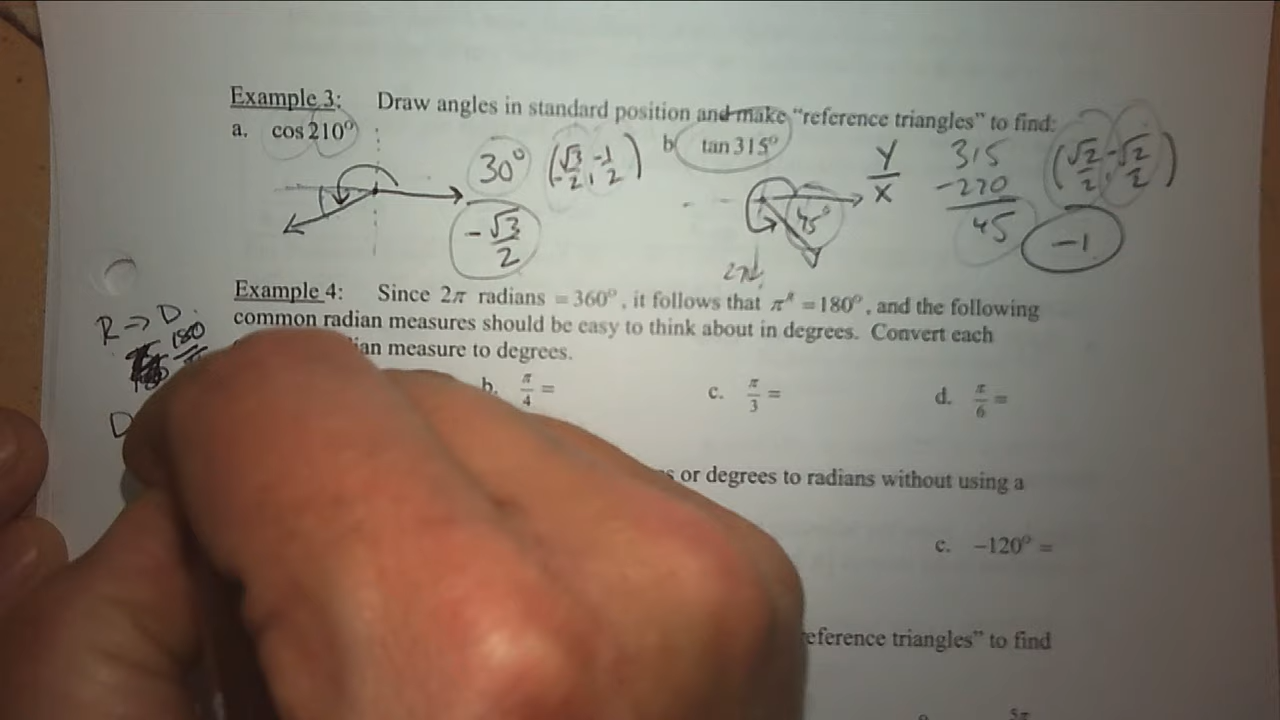 Example 3: Draw angles in standard position and make “reference triangles” to find:
a. cos 210°
30° (√3/2, -1/2)
-√3/2
b tan 315°
Y/X
315
-270
45
(√2/2, -√2/2)
45°
-1
Example 4: Since 2π radians = 360°, it follows that πᴿ = 180°, and the following
common radian measures should be easy to think about in degrees. Convert each
ian measure to degrees.
R → D
180
D
b. π/4 =
c. π/3 =
d. π/6 =
or degrees to radians without using a
c. -120° =
eference triangles” to find
5π